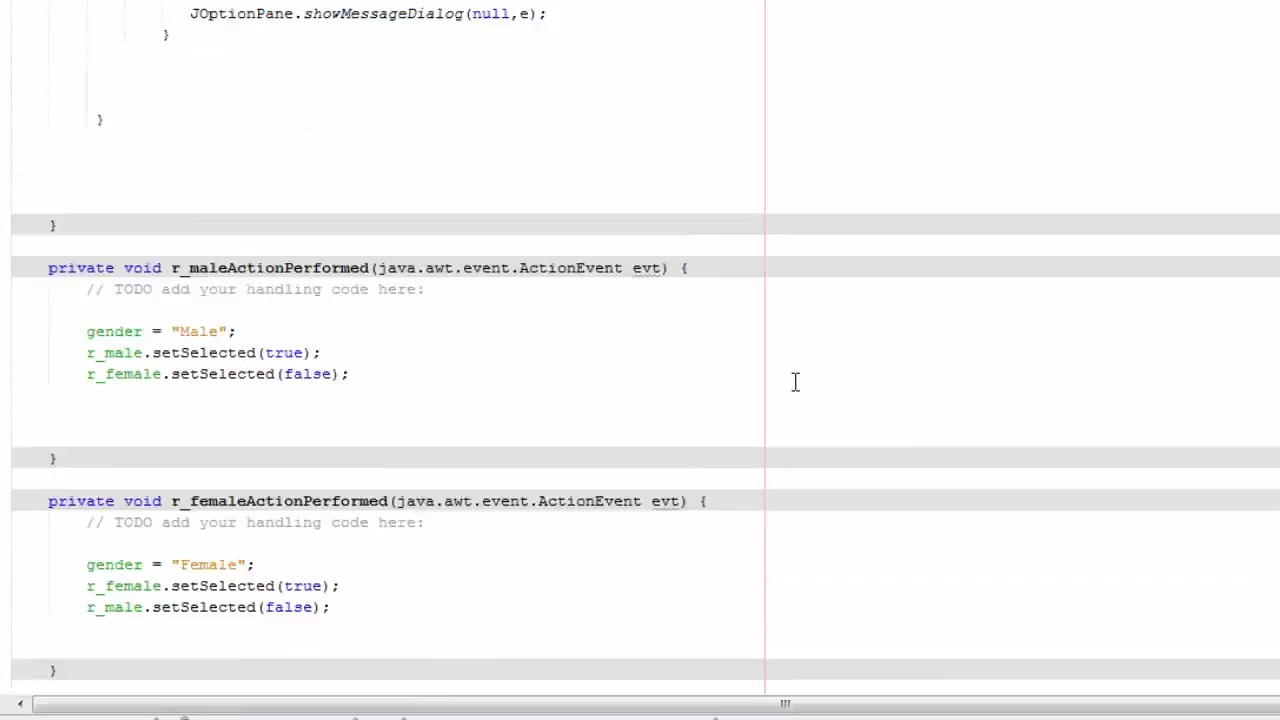 JOptionPane.showMessageDialog(null,e);
}
}
}
private void r_maleActionPerformed(java.awt.event.ActionEvent evt) {
// TODO add your handling code here:
gender = "Male";
r_male.setSelected(true);
r_female.setSelected(false);
}
private void r_femaleActionPerformed(java.awt.event.ActionEvent evt) {
// TODO add your handling code here:
gender = "Female";
r_female.setSelected(true);
r_male.setSelected(false);
}